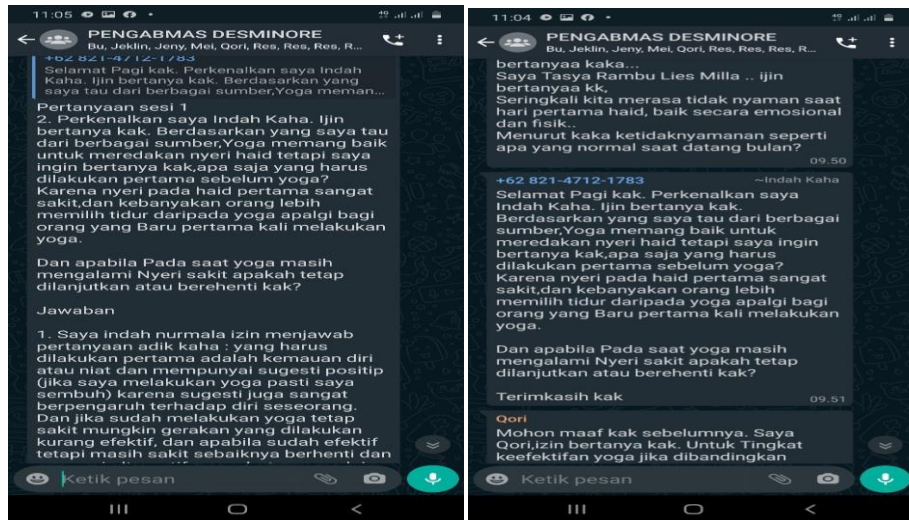 11:05
PENGABMAS DESMINORE
Bu, Jeklin, Jeny, Mei, Qori, Res, Res, Res, R...
+62 821-4712-1783
Selamat Pagi kak. Perkenalkan saya Indah
Kaha. Ijin bertanya kak. Berdasarkan yang
saya tau dari berbagai sumber,Yoga meman...
Pertanyaan sesi 1
2. Perkenalkan saya Indah Kaha. Ijin
bertanya kak. Berdasarkan yang saya tau
dari berbagai sumber,Yoga memang baik
untuk meredakan nyeri haid tetapi saya
ingin bertanya kak,apa saja yang harus
dilakukan pertama sebelum yoga?
Karena nyeri pada haid pertama sangat
sakit,dan kebanyakan orang lebih
memilih tidur daripada yoga apalgi bagi
orang yang Baru pertama kali melakukan
yoga.
Dan apabila Pada saat yoga masih
mengalami Nyeri sakit apakah tetap
dilanjutkan atau berehenti kak?
Jawaban
1. Saya indah nurmala izin menjawab
pertanyaan adik kaha : yang harus
dilakukan pertama adalah kemauan diri
atau niat dan mempunyai sugesti positip
(jika saya melakukan yoga pasti saya
sembuh) karena sugesti juga sangat
berpengaruh terhadap diri seseorang.
Dan jika sudah melakukan yoga tetap
sakit mungkin gerakan yang dilakukan
kurang efektif, dan apabila sudah efektif
tetapi masih sakit sebaiknya berhenti dan
Ketik pesan
11:04
PENGABMAS DESMINORE
Bu, Jeklin, Jeny, Mei, Qori, Res, Res, Res, R...
bertanyaa kaka...
Saya Tasya Rambu Lies Milla .. ijin
bertanyaa kk,
Seringkali kita merasa tidak nyaman saat
hari pertama haid, baik secara emosional
dan fisik..
Menurut kaka ketidaknyamanan seperti
apa yang normal saat datang bulan?
09.50
+62 821-4712-1783 ~Indah Kaha
Selamat Pagi kak. Perkenalkan saya
Indah Kaha. Ijin bertanya kak.
Berdasarkan yang saya tau dari berbagai
sumber,Yoga memang baik untuk
meredakan nyeri haid tetapi saya ingin
bertanya kak,apa saja yang harus
dilakukan pertama sebelum yoga?
Karena nyeri pada haid pertama sangat
sakit,dan kebanyakan orang lebih
memilih tidur daripada yoga apalgi bagi
orang yang Baru pertama kali melakukan
yoga.
Dan apabila Pada saat yoga masih
mengalami Nyeri sakit apakah tetap
dilanjutkan atau berehenti kak?
Terimkasih kak
09.51
Qori
Mohon maaf kak sebelumnya. Saya
Qori,izin bertanya kak. Untuk Tingkat
keefektifan yoga jika dibandingkan
Ketik pesan